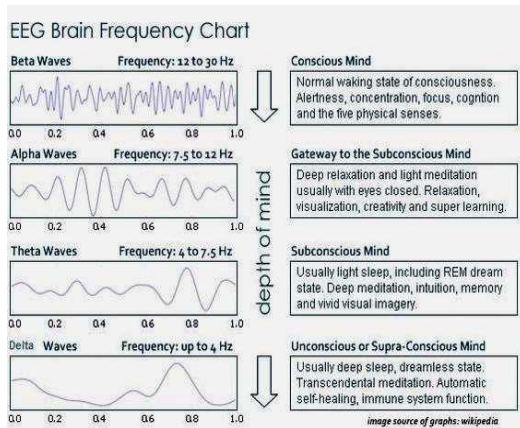 EEG Brain Frequency Chart
Beta Waves Frequency: 12 to 30 Hz
0.0 0.2 0.4 0.6 0.8 1.0
Conscious Mind
Normal waking state of consciousness.
Alertness, concentration, focus, cogntion
and the five physical senses.
Alpha Waves Frequency: 7.5 to 12 Hz
0.0 0.2 0.4 0.6 0.8 1.0
Gateway to the Subconscious Mind
Deep relaxation and light meditation
usually with eyes closed. Relaxation,
visualization, creativity and super learning.
depth of mind
Theta Waves Frequency: 4 to 7.5 Hz
0.0 0.2 0.4 0.6 0.8 1.0
Subconscious Mind
Usually light sleep, including REM dream
state. Deep meditation, intuition, memory
and vivid visual imagery.
Delta Waves Frequency: up to 4 Hz
0.0 0.2 0.4 0.6 0.8 1.0
Unconscious or Supra-Conscious Mind
Usually deep sleep, dreamless state.
Transcendental meditation. Automatic
self-healing, immune system function.
image source of graphs: wikipedia